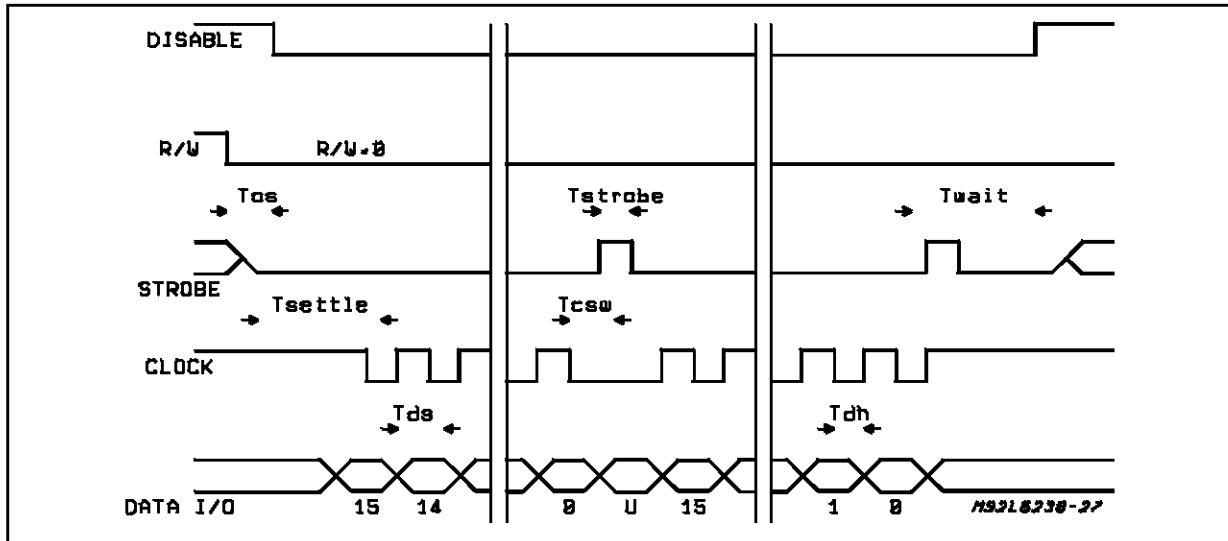 DISABLE
R/W
R/W=0
Tas
Tstrobe
Twait
STROBE
Tsettle
Tcsw
CLOCK
Tds
Tdh
DATA I/O
15 14 0 U 15 1 0
M92L6230-27